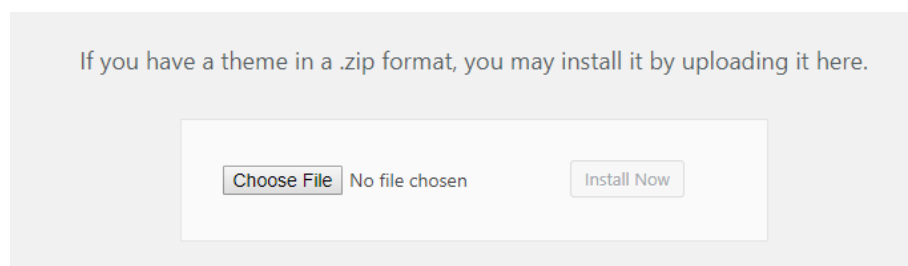 If you have a theme in a .zip format, you may install it by uploading it here.
Choose File No file chosen Install Now